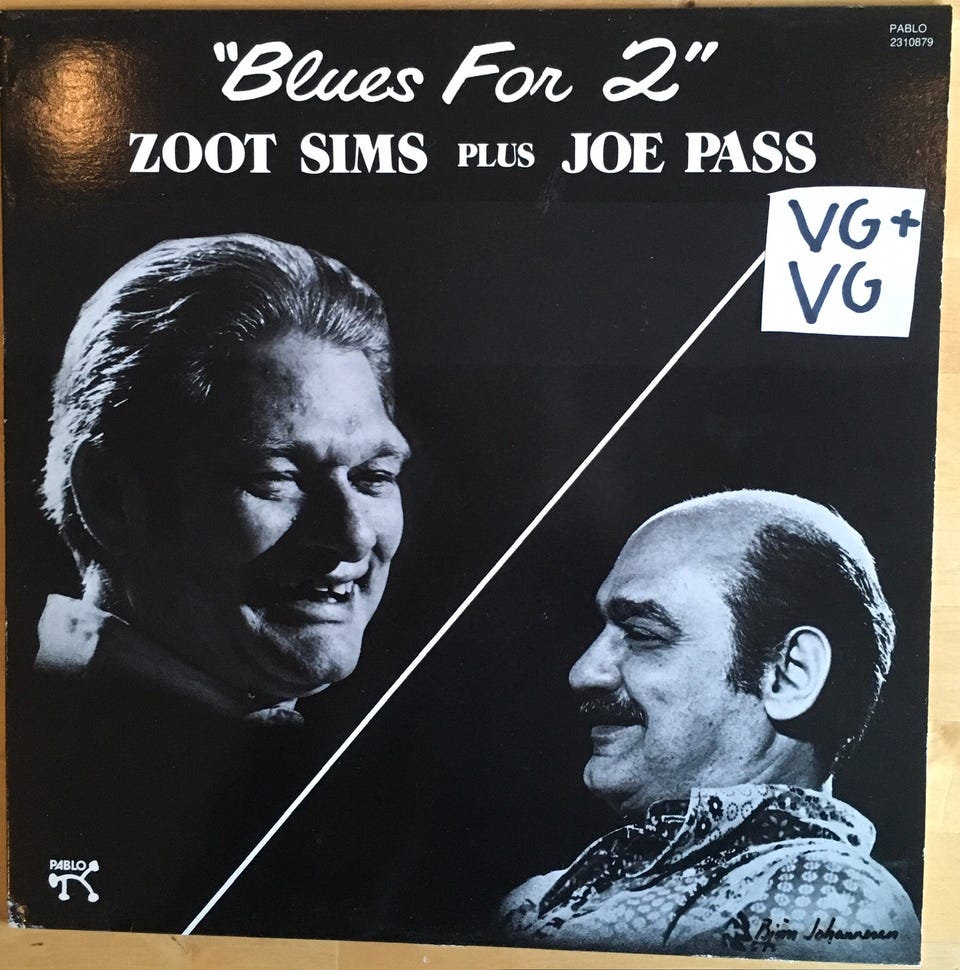 PABLO
2310879
"Blues For 2"
ZOOT SIMS PLUS JOE PASS
VG+
VG
PABLO
Bjørn Johannesen